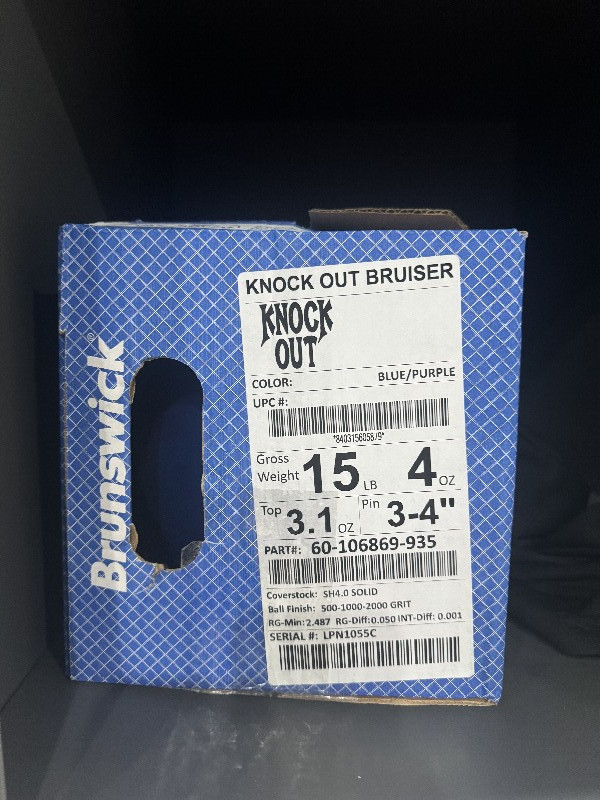 Brunswick
KNOCK OUT BRUISER
KNOCK
OUT
COLOR: BLUE/PURPLE
UPC #:
Gross
Weight 15 LB 4 OZ
Top 3.1 OZ Pin 3-4"
PART#: 60-106869-935
Coverstock: SH4.0 SOLID
Ball Finish: 500-1000-2000 GRIT
RG-Min:2.487 RG-Diff:0.050 INT-Diff: 0.001
SERIAL #: LPN1055C